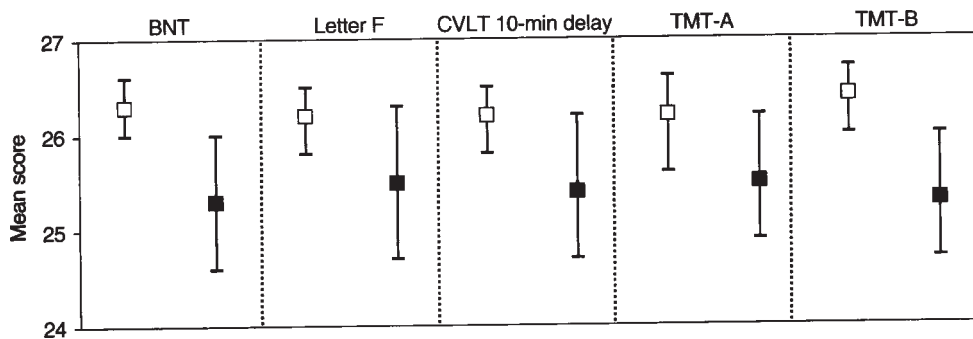 BNT Letter F CVLT 10-min delay TMT-A TMT-B
27
26
25
24
Mean score